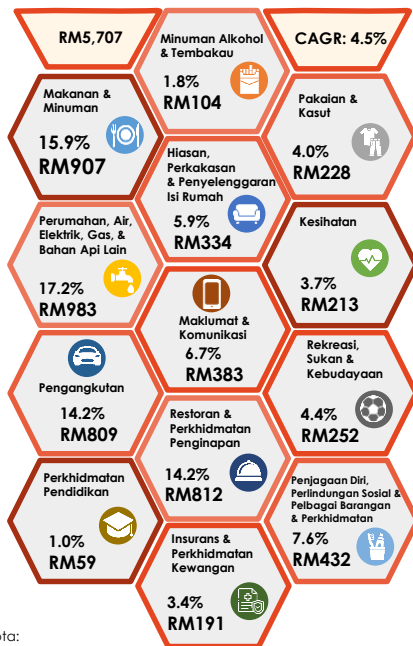 RM5,707
CAGR: 4.5%
Minuman Alkohol
& Tembakau
1.8%
RM104
Makanan &
Minuman
15.9%
RM907
Pakaian &
Kasut
4.0%
RM228
Hiasan,
Perkakasan
& Penyelenggaran
Isi Rumah
5.9%
RM334
Perumahan, Air,
Elektrik, Gas, &
Bahan Api Lain
17.2%
RM983
Kesihatan
3.7%
RM213
Maklumat &
Komunikasi
6.7%
RM383
Pengangkutan
14.2%
RM809
Rekreasi,
Sukan &
Kebudayaan
4.4%
RM252
Restoran &
Perkhidmatan
Penginapan
14.2%
RM812
Perkhidmatan
Pendidikan
1.0%
RM59
Penjagaan Diri,
Perlindungan Sosial &
Pelbagai Barangan
& Perkhidmatan
7.6%
RM432
Insurans &
Perkhidmatan
Kewangan
3.4%
RM191
ota: